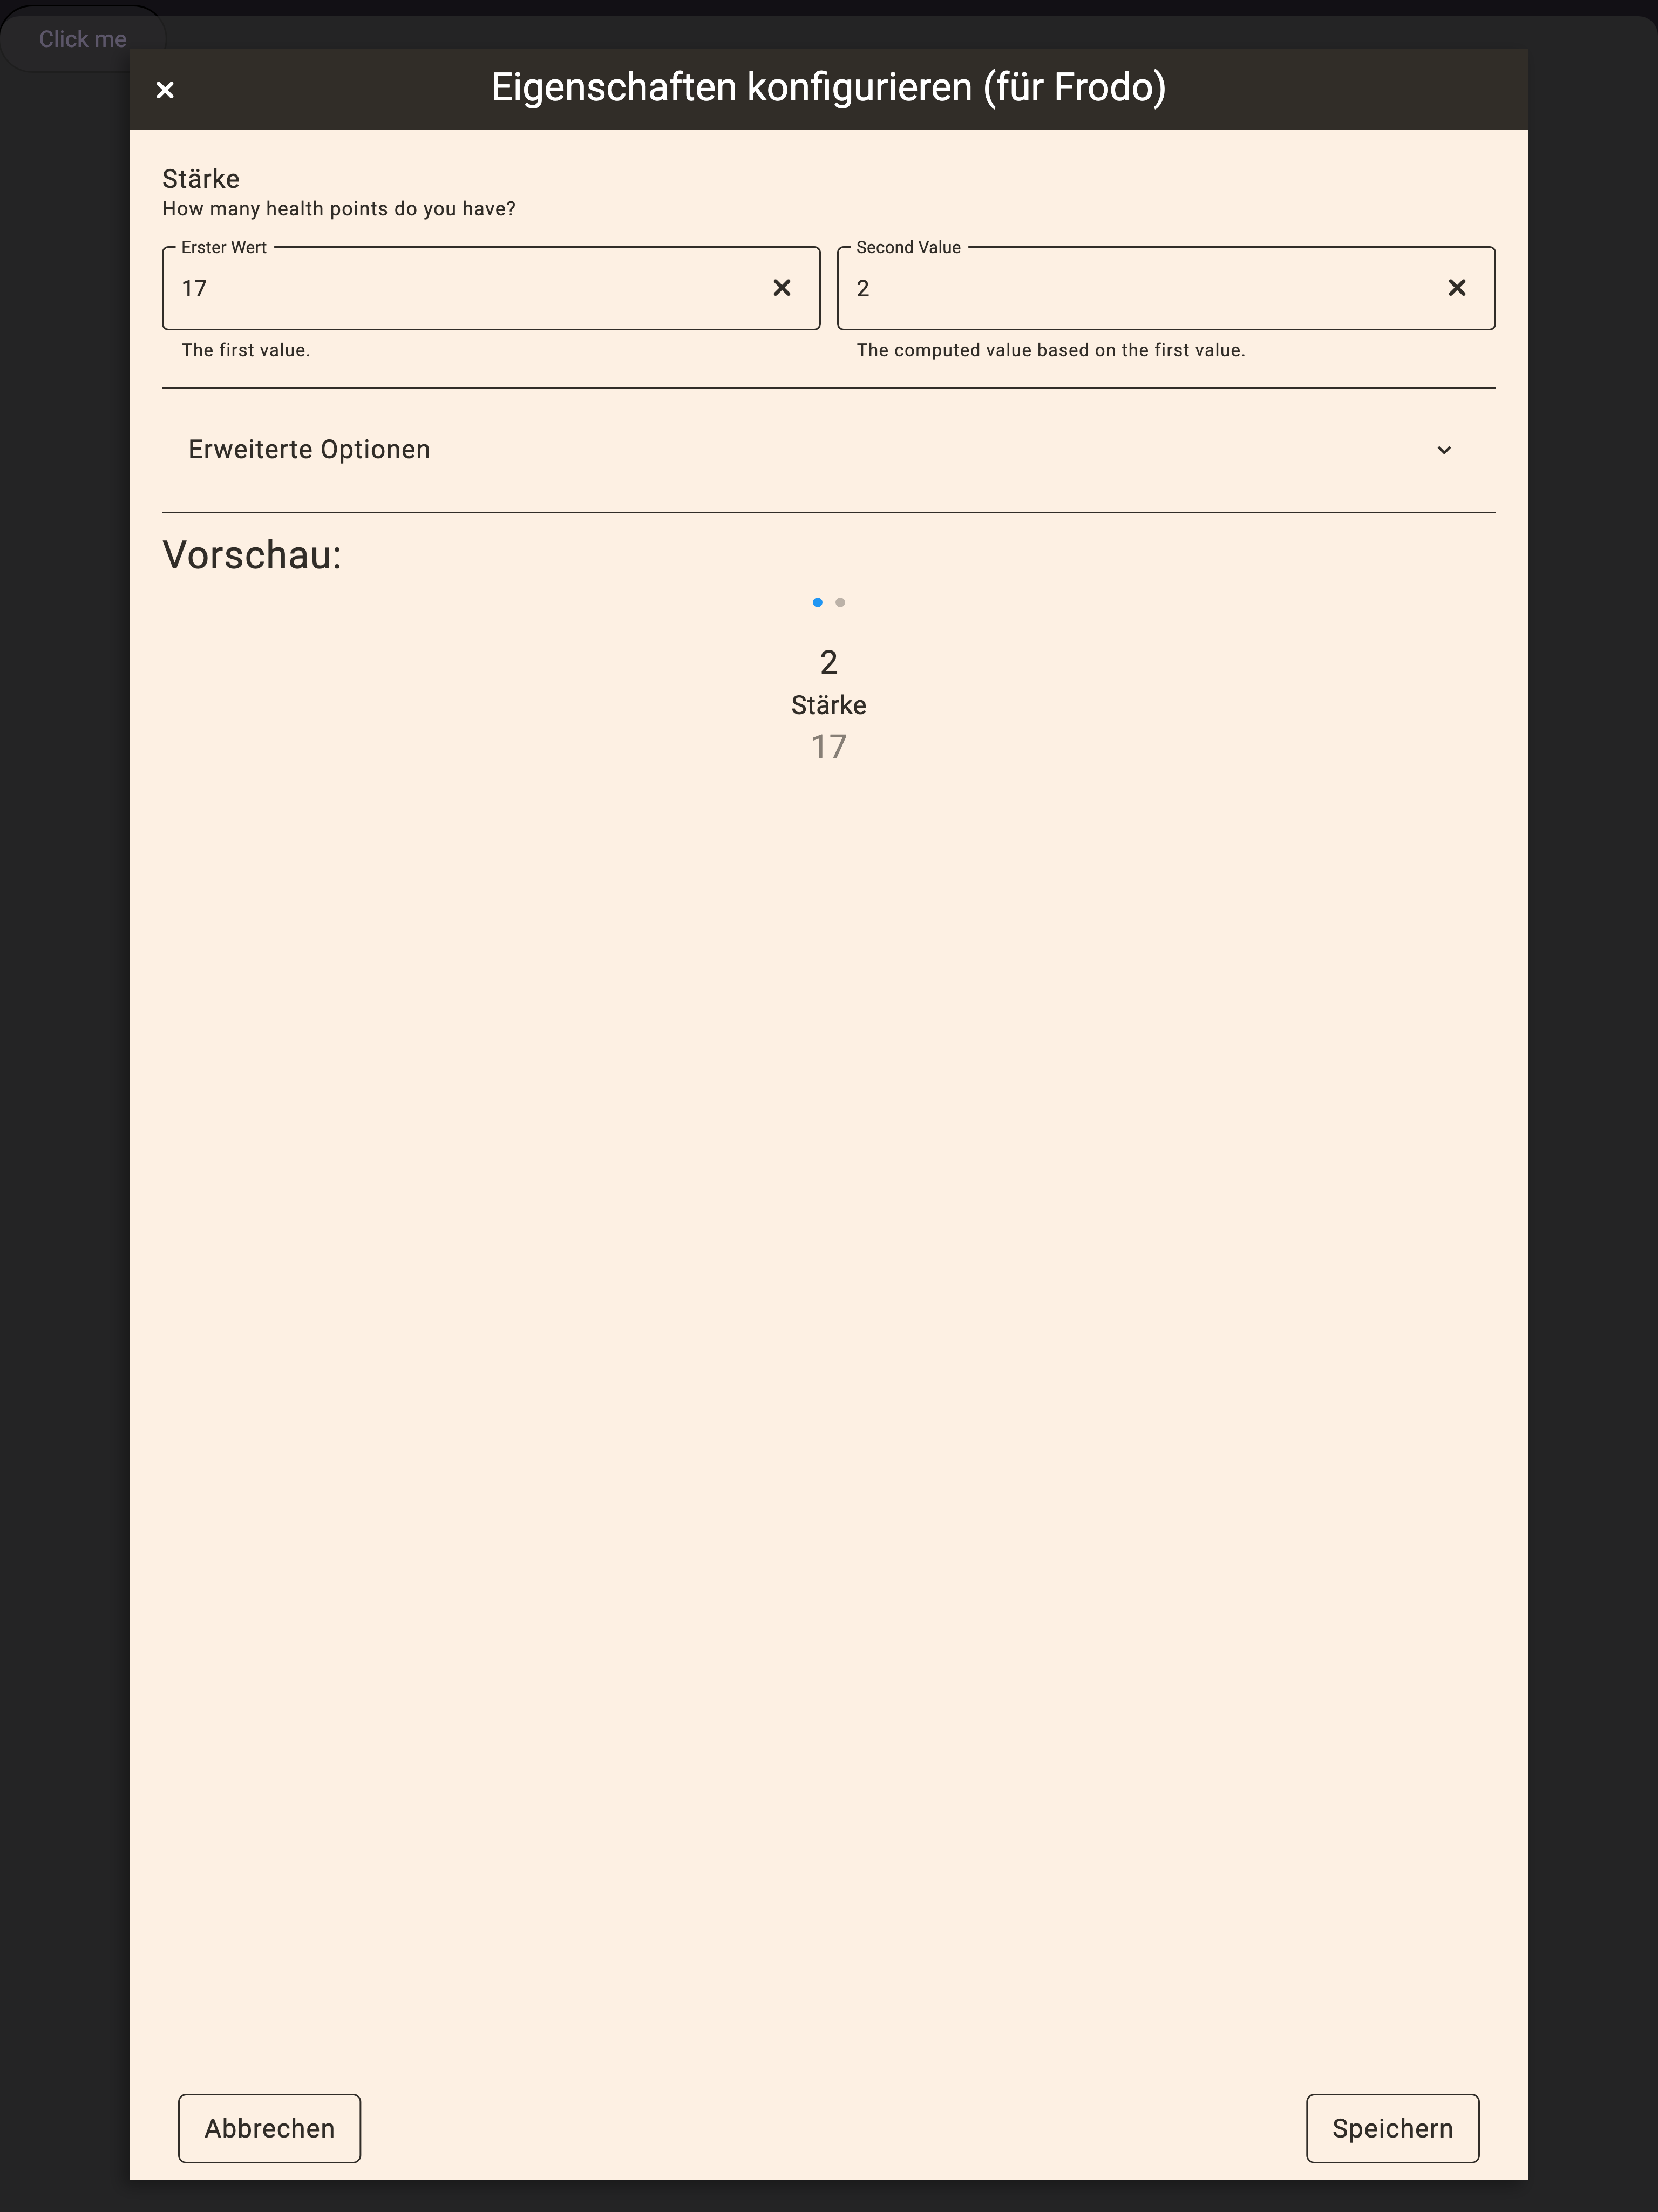 Click me
Eigenschaften konfigurieren (für Frodo)
Stärke
How many health points do you have?
Erster Wert
17
The first value.
Second Value
2
The computed value based on the first value.
Erweiterte Optionen
Vorschau:
2
Stärke
17
Abbrechen
Speichern